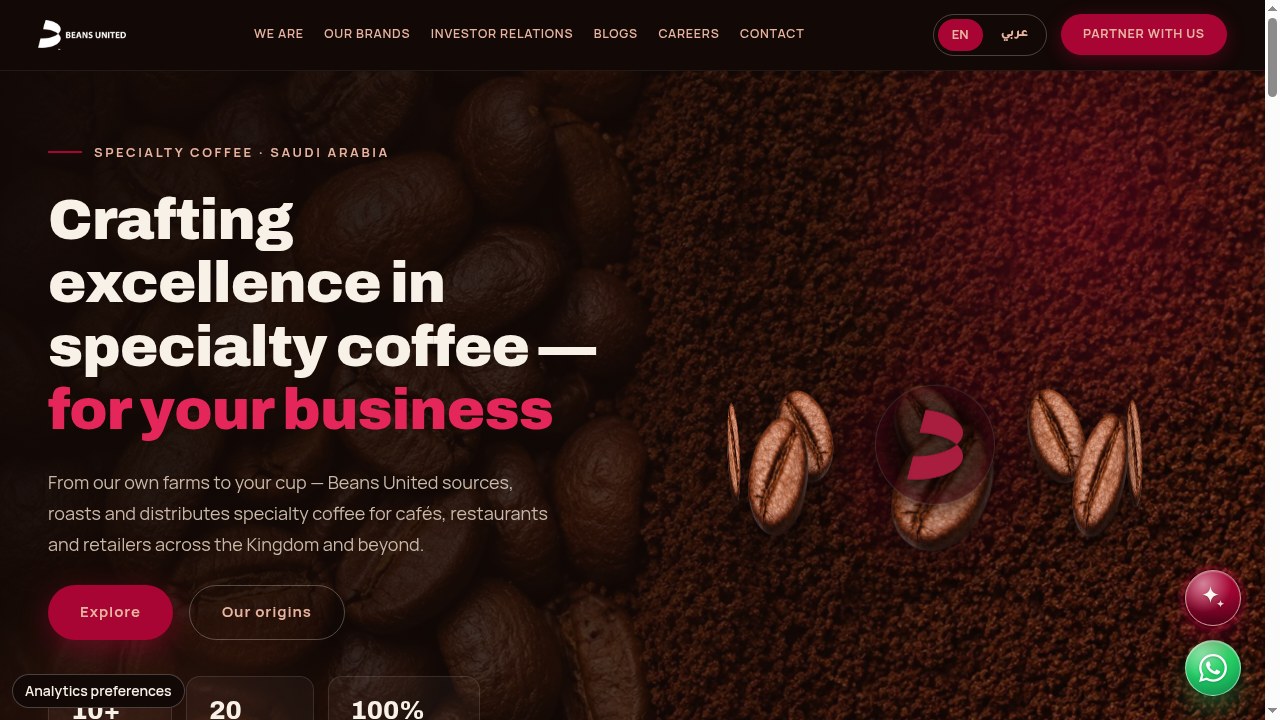 BEANS UNITED
WE ARE
OUR BRANDS
INVESTOR RELATIONS
BLOGS
CAREERS
CONTACT
EN
عربي
PARTNER WITH US
SPECIALTY COFFEE · SAUDI ARABIA
Crafting
excellence in
specialty coffee —
for your business
From our own farms to your cup — Beans United sources,
roasts and distributes specialty coffee for cafés, restaurants
and retailers across the Kingdom and beyond.
Explore
Our origins
Analytics preferences
10+
20
100%